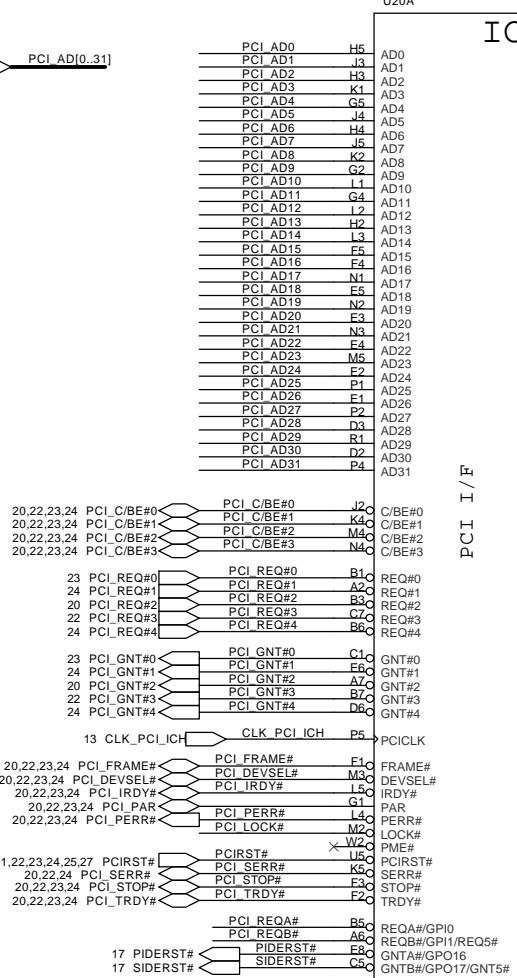 U20A
IC
PCI_AD[0..31]
PCI_AD0 H5 AD0
PCI_AD1 J3 AD1
PCI_AD2 H3 AD2
PCI_AD3 K1 AD3
PCI_AD4 G5 AD4
PCI_AD5 J4 AD5
PCI_AD6 H4 AD6
PCI_AD7 J5 AD7
PCI_AD8 K2 AD8
PCI_AD9 G2 AD9
PCI_AD10 L1 AD10
PCI_AD11 G4 AD11
PCI_AD12 L2 AD12
PCI_AD13 H2 AD13
PCI_AD14 L3 AD14
PCI_AD15 F5 AD15
PCI_AD16 F4 AD16
PCI_AD17 N1 AD17
PCI_AD18 E5 AD18
PCI_AD19 N2 AD19
PCI_AD20 E3 AD20
PCI_AD21 N3 AD21
PCI_AD22 E4 AD22
PCI_AD23 M5 AD23
PCI_AD24 E2 AD24
PCI_AD25 P1 AD25
PCI_AD26 E1 AD26
PCI_AD27 P2 AD27
PCI_AD28 D3 AD28
PCI_AD29 R1 AD29
PCI_AD30 D2 AD30
PCI_AD31 P4 AD31
PCI I/F
20,22,23,24 PCI_C/BE#0 PCI_C/BE#0 J2 C/BE#0
20,22,23,24 PCI_C/BE#1 PCI_C/BE#1 K4 C/BE#1
20,22,23,24 PCI_C/BE#2 PCI_C/BE#2 M4 C/BE#2
20,22,23,24 PCI_C/BE#3 PCI_C/BE#3 N4 C/BE#3
23 PCI_REQ#0 PCI_REQ#0 B1 REQ#0
24 PCI_REQ#1 PCI_REQ#1 A2 REQ#1
20 PCI_REQ#2 PCI_REQ#2 B3 REQ#2
22 PCI_REQ#3 PCI_REQ#3 C7 REQ#3
24 PCI_REQ#4 PCI_REQ#4 B6 REQ#4
23 PCI_GNT#0 PCI_GNT#0 C1 GNT#0
24 PCI_GNT#1 PCI_GNT#1 E6 GNT#1
20 PCI_GNT#2 PCI_GNT#2 A7 GNT#2
22 PCI_GNT#3 PCI_GNT#3 B7 GNT#3
24 PCI_GNT#4 PCI_GNT#4 D6 GNT#4
13 CLK_PCI_ICH CLK_PCI_ICH P5 PCICLK
20,22,23,24 PCI_FRAME# PCI_FRAME# F1 FRAME#
20,22,23,24 PCI_DEVSEL# PCI_DEVSEL# M3 DEVSEL#
20,22,23,24 PCI_IRDY# PCI_IRDY# L5 IRDY#
20,22,23,24 PCI_PAR G1 PAR
20,22,23,24 PCI_PERR# PCI_PERR# L4 PERR#
PCI_LOCK# M2 LOCK#
W2 PME#
1,22,23,24,25,27 PCIRST# PCIRST# U5 PCIRST#
20,22,24 PCI_SERR# PCI_SERR# K5 SERR#
20,22,23,24 PCI_STOP# PCI_STOP# F3 STOP#
20,22,23,24 PCI_TRDY# PCI_TRDY# F2 TRDY#
PCI_REQA# B5 REQA#/GPI0
PCI_REQB# A6 REQB#/GPI1/REQ5#
17 PIDERST# PIDERST# E8 GNTA#/GPO16
17 SIDERST# SIDERST# C5 GNTB#/GPO17/GNT5#